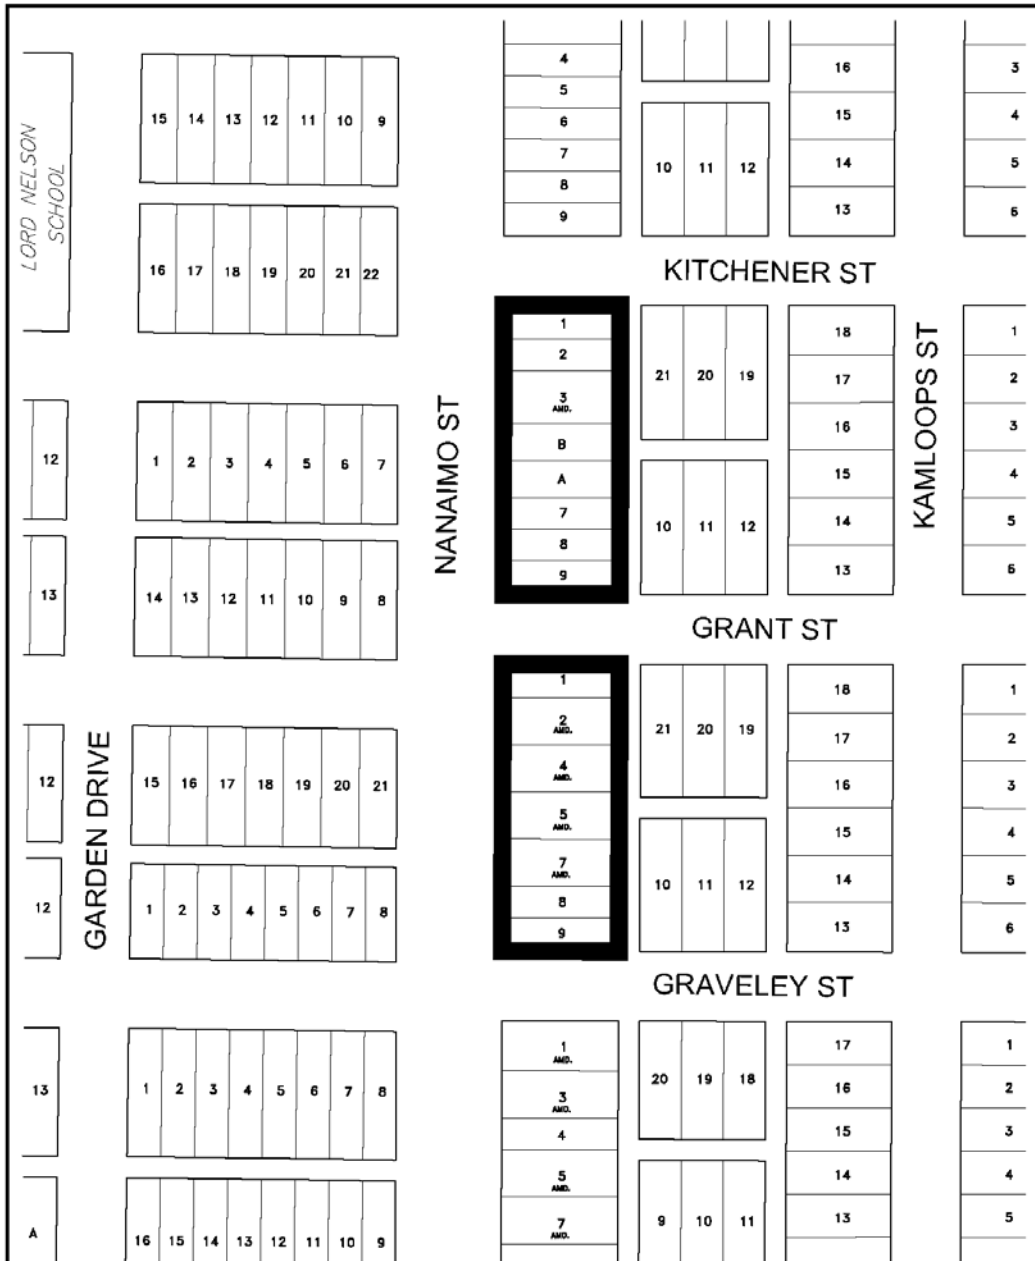 LORD NELSON
SCHOOL
15 14 13 12 11 10 9
16 17 18 19 20 21 22
12
1 2 3 4 5 6 7
13
14 13 12 11 10 9 8
GARDEN DRIVE
12
15 16 17 18 19 20 21
12
1 2 3 4 5 6 7 8
13
1 2 3 4 5 6 7 8
A
16 15 14 13 12 11 10 9
NANAIMO ST
4
5
6
7
8
9
10 11 12
16
15
14
13
3
4
5
6
KITCHENER ST
1
2
3
AMD.
B
A
7
8
9
21 20 19
10 11 12
18
17
16
15
14
13
KAMLOOPS ST
1
2
3
4
5
6
GRANT ST
1
2
AMD.
4
AMD.
5
AMD.
7
AMD.
8
9
21 20 19
10 11 12
18
17
16
15
14
13
1
2
3
4
5
6
GRAVELEY ST
1
AMD.
3
AMD.
4
5
AMD.
7
AMD.
20 19 18
9 10 11
17
16
15
14
13
1
2
3
4
5